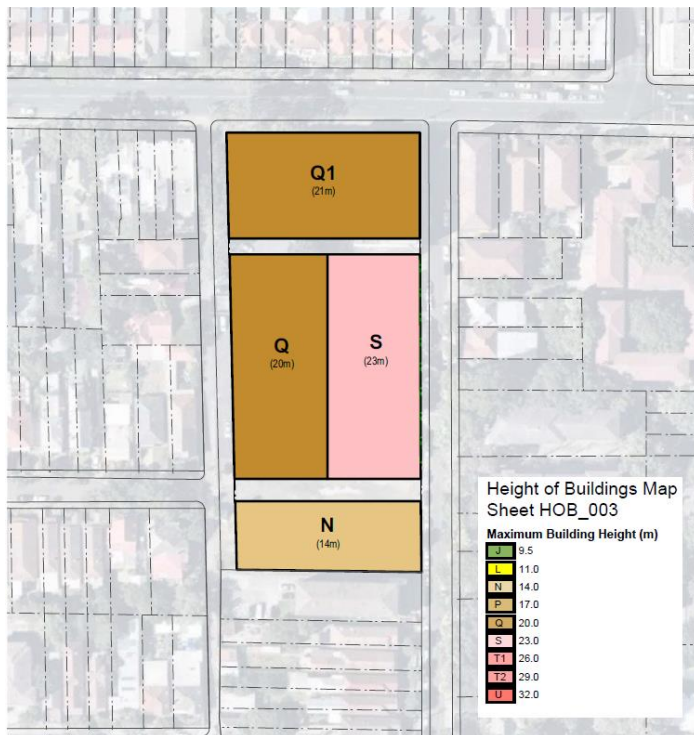 Q1
(21m)
Q
(20m)
S
(23m)
N
(14m)
Height of Buildings Map
Sheet HOB_003
Maximum Building Height (m)
J 9.5
L 11.0
N 14.0
P 17.0
Q 20.0
S 23.0
T1 26.0
T2 29.0
U 32.0